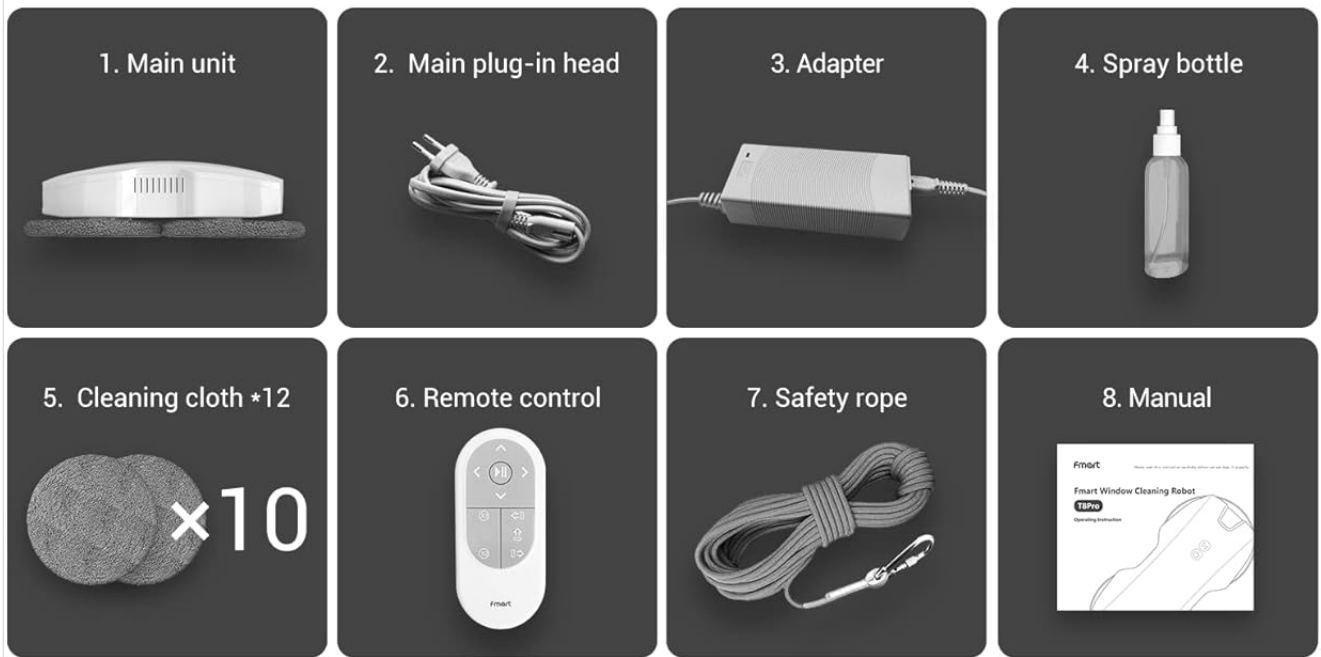 1. Main unit
2. Main plug-in head
3. Adapter
4. Spray bottle
5. Cleaning cloth *12
×10
6. Remote control
Fmart
7. Safety rope
8. Manual
Fmart
Fmart Window Cleaning Robot
T8Pro
Operating Instruction